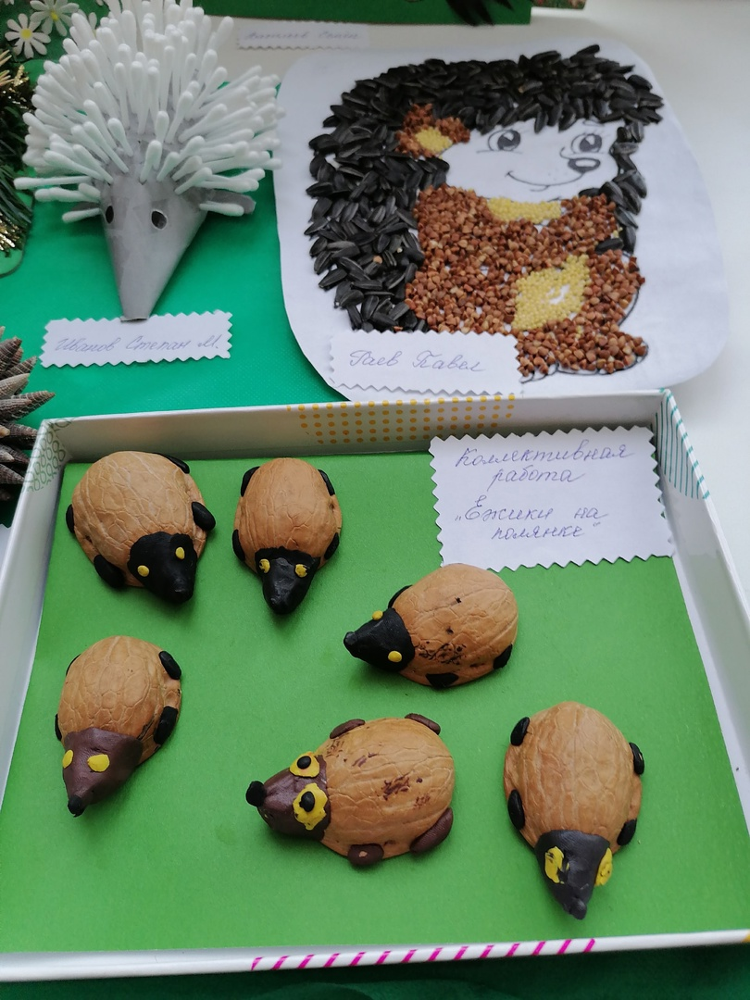 Иванов Степан М.
Гаев Павел
Коллективная
работа
„Ежики на
полянке"